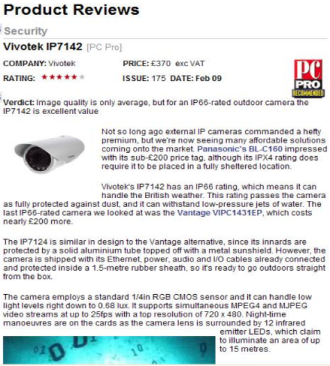 Product Reviews
Security
Vivotek IP7142 [PC Pro]
COMPANY: Vivotek PRICE: £370 exc VAT
RATING: ★★★★★ ISSUE: 175 DATE: Feb 09
PC
PRO
RECOMMENDED
Verdict: Image quality is only average, but for an IP66-rated outdoor camera the
IP7142 is excellent value
Not so long ago external IP cameras commanded a hefty
premium, but we're now seeing many affordable solutions
coming onto the market. Panasonic's BL-C160 impressed
with its sub-£200 price tag, although its IPX4 rating does
require it to be placed in a fully sheltered location.
Vivotek's IP7142 has an IP66 rating, which means it can
handle the British weather. This rating passes the camera
as fully protected against dust, and it can withstand low-pressure jets of water. The
last IP66-rated camera we looked at was the Vantage VIPC1431EP, which costs
nearly £200 more.
The IP7124 is similar in design to the Vantage alternative, since its innards are
protected by a solid aluminium tube topped off with a metal sunshield. However, the
camera is shipped with its Ethernet, power, audio and I/O cables already connected
and protected inside a 1.5-metre rubber sheath, so it's ready to go outdoors straight
from the box.
The camera employs a standard 1/4in RGB CMOS sensor and it can handle low
light levels right down to 0.68 lux. It supports simultaneous MPEG4 and MJPEG
video streams at up to 25fps with a top resolution of 720 x 480. Night-time
manoeuvres are on the cards as the camera lens is surrounded by 12 infrared
emitter LEDs, which claim
to illuminate an area of up
to 15 metres.